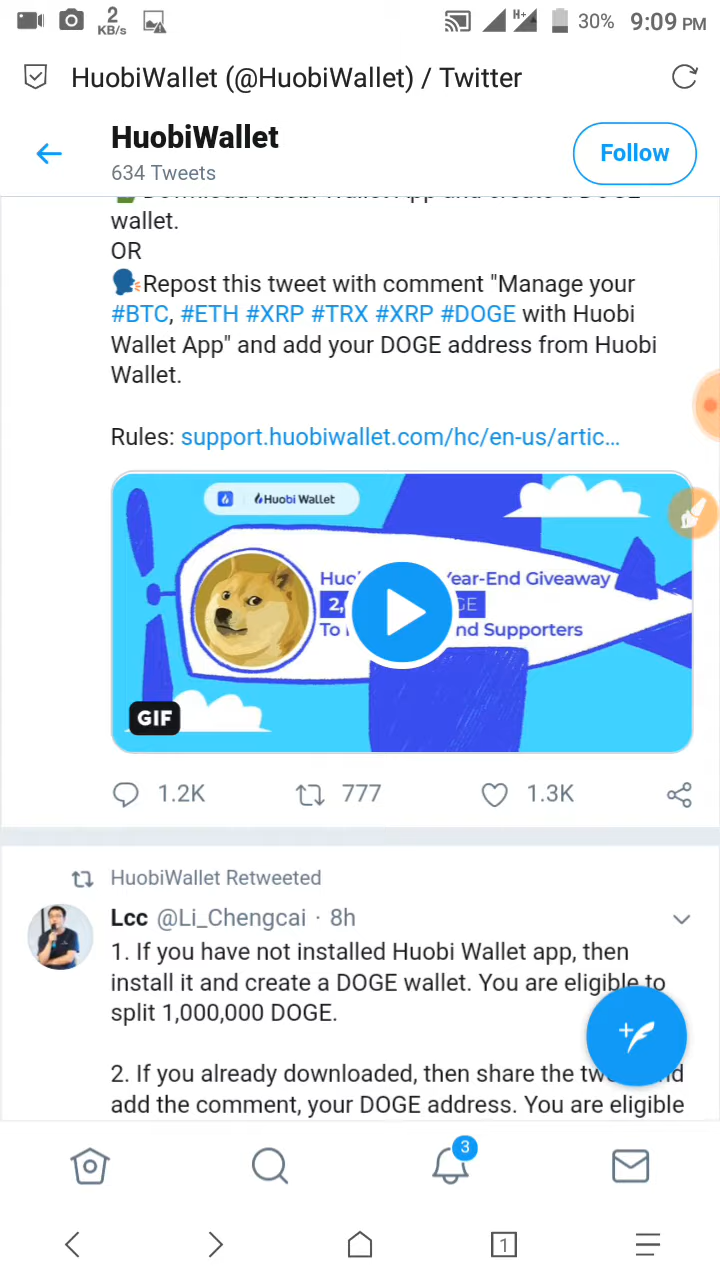 2
KB/s
H+
30%
9:09 PM
HuobiWallet (@HuobiWallet) / Twitter
HuobiWallet
634 Tweets
Follow
wallet.
OR
Repost this tweet with comment "Manage your
#BTC, #ETH #XRP #TRX #XRP #DOGE with Huobi
Wallet App" and add your DOGE address from Huobi
Wallet.
Rules: support.huobiwallet.com/hc/en-us/artic...
Huobi Wallet
Year-End Giveaway
2,
GE
To
nd Supporters
GIF
1.2K
777
1.3K
HuobiWallet Retweeted
Lcc @Li_Chengcai · 8h
1. If you have not installed Huobi Wallet app, then
install it and create a DOGE wallet. You are eligible to
split 1,000,000 DOGE.
2. If you already downloaded, then share the
add the comment, your DOGE address. You are eligible
3
1